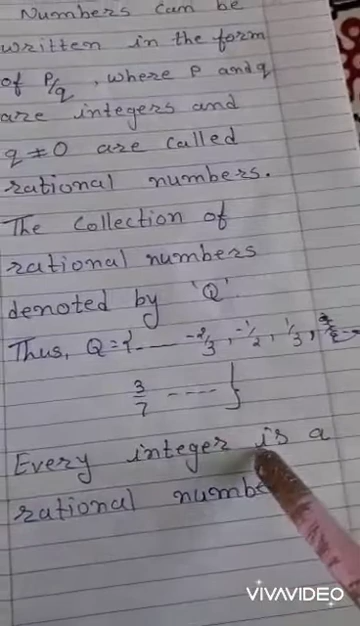 Numbers can be
written in the form
of P/q, where p and q
are integers and
q ≠ 0 are called
rational numbers.
The collection of
rational numbers
denoted by 'Q'.
Thus, Q = { ---- -2/3, -1/2, 1/3,
3/7 ---- }
Every integer is a
rational numbe
VIVAVIDEO